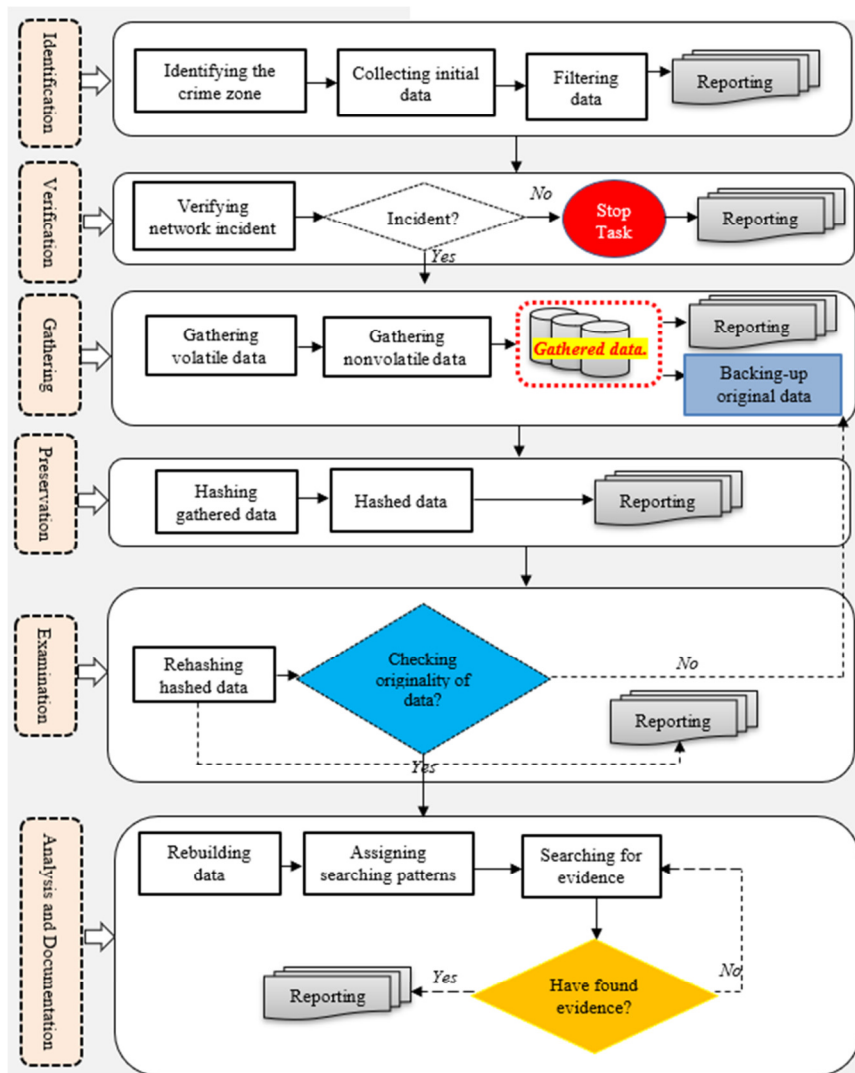 Identification
Identifying the
crime zone
Collecting initial
data
Filtering
data
Reporting
Verification
Verifying
network incident
Incident?
No
Stop
Task
Reporting
Yes
Gathering
Gathering
volatile data
Gathering
nonvolatile data
Gathered data.
Reporting
Backing-up
original data
Preservation
Hashing
gathered data
Hashed data
Reporting
Examination
Rehashing
hashed data
Checking
originality of
data?
No
Reporting
Yes
Analysis and Documentation
Rebuilding
data
Assigning
searching patterns
Searching for
evidence
Have found
evidence?
Yes
No
Reporting